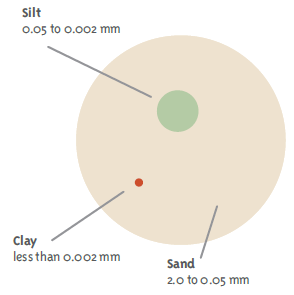 Silt
0.05 to 0.002 mm
Clay
less than 0.002 mm
Sand
2.0 to 0.05 mm